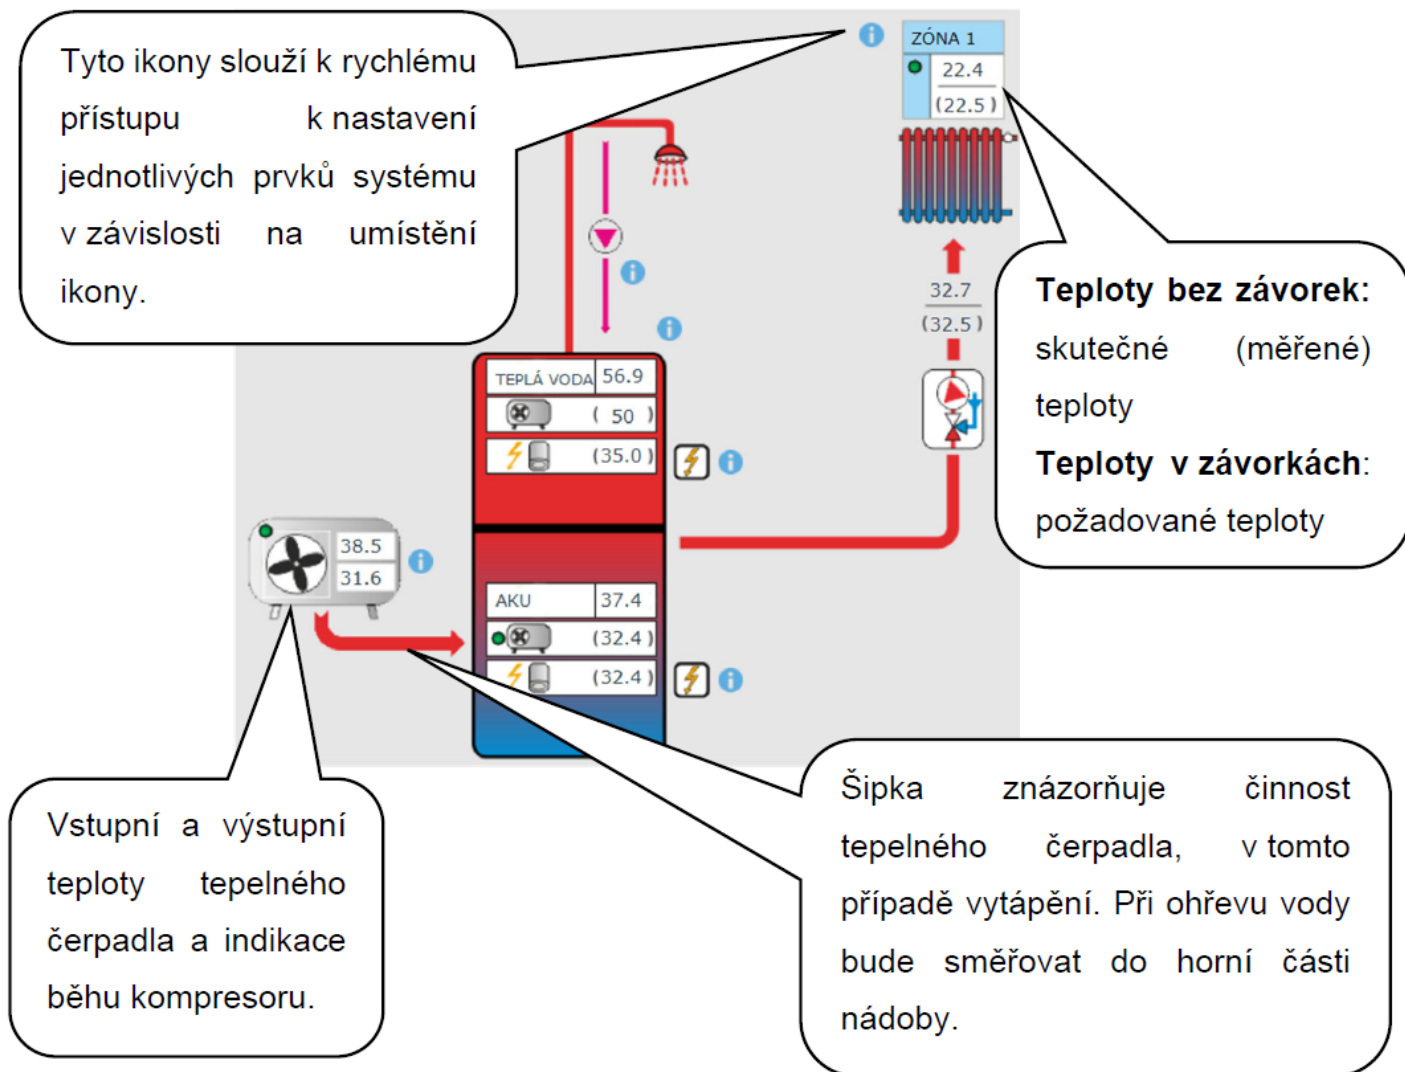 Tyto ikony slouží k rychlému
přístupu k nastavení
jednotlivých prvků systému
v závislosti na umístění
ikony.
ZÓNA 1
22.4
(22.5)
32.7
(32.5)
Teploty bez závorek:
skutečné (měřené)
teploty
Teploty v závorkách:
požadované teploty
TEPLÁ VODA 56.9
( 50 )
(35.0)
38.5
31.6
AKU 37.4
(32.4)
(32.4)
Vstupní a výstupní
teploty tepelného
čerpadla a indikace
běhu kompresoru.
Šipka znázorňuje činnost
tepelného čerpadla, v tomto
případě vytápění. Při ohřevu vody
bude směřovat do horní části
nádoby.